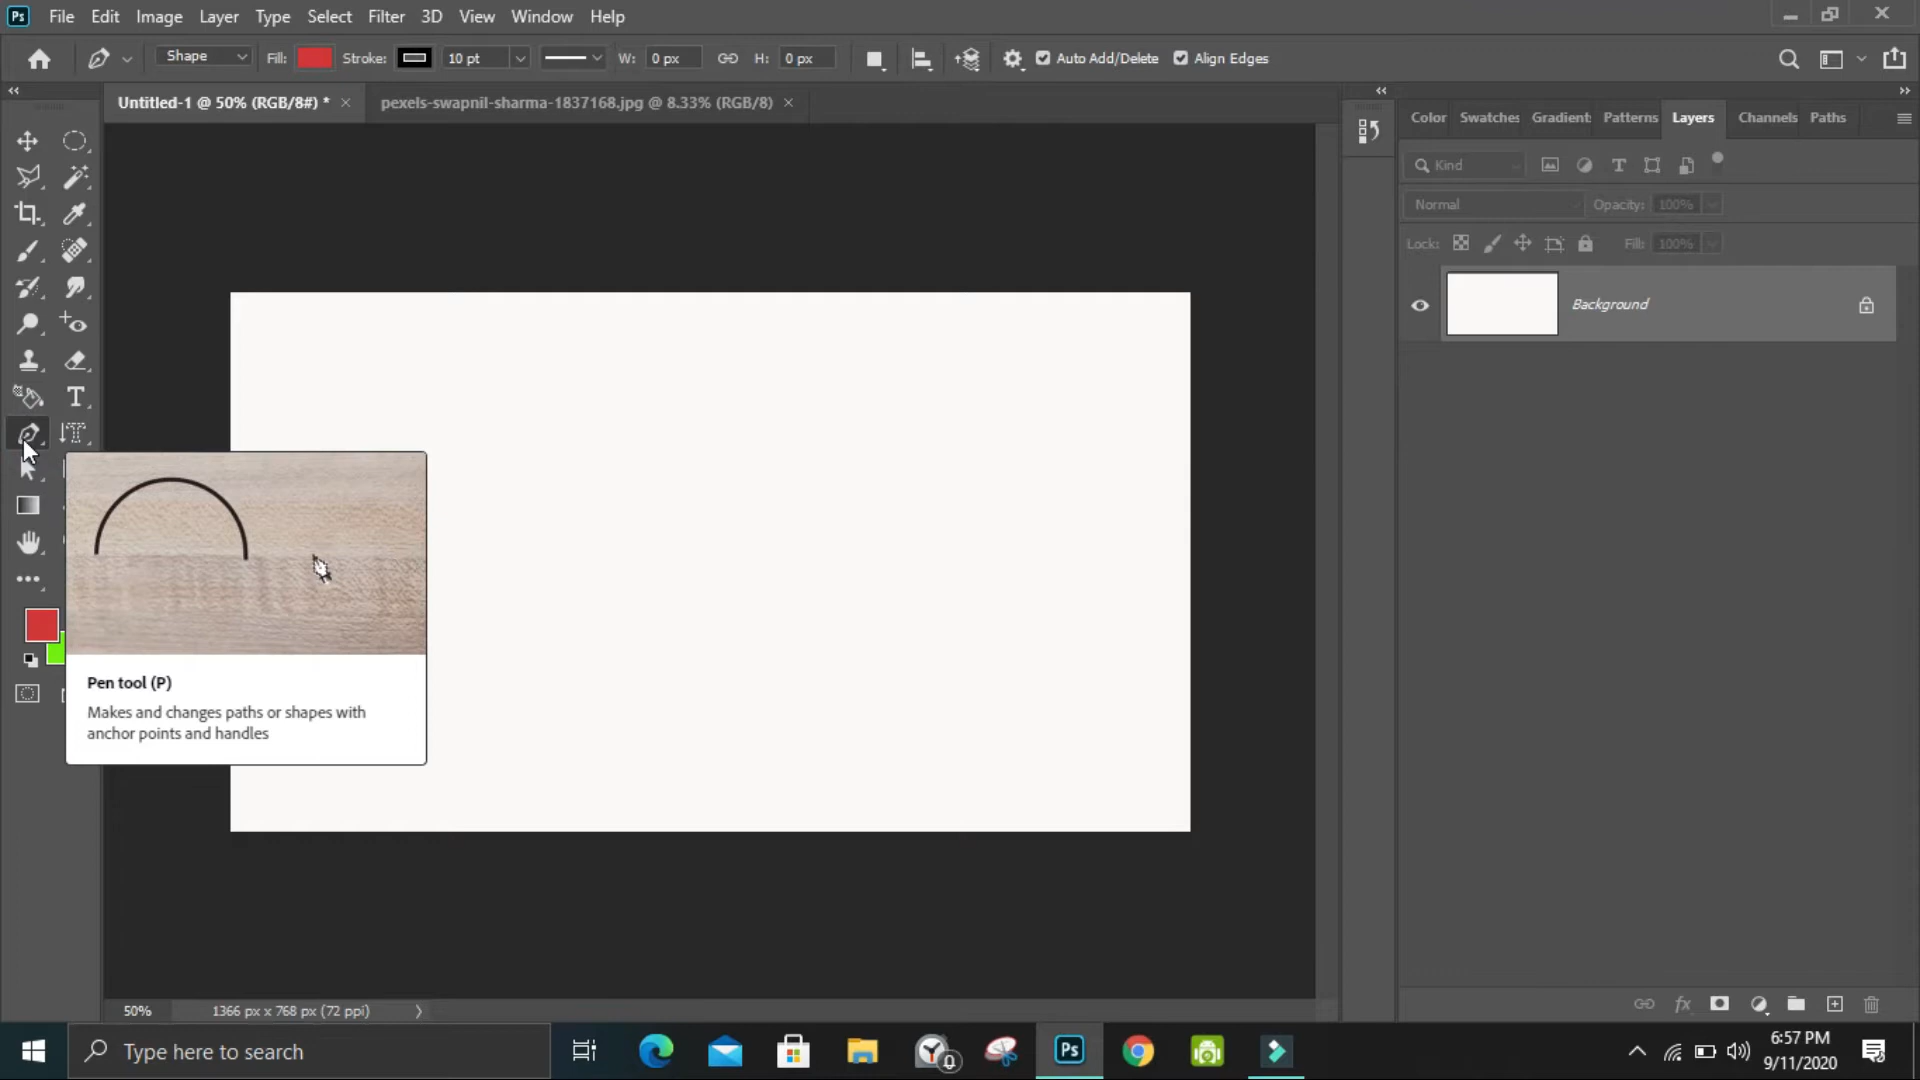 Ps File Edit Image Layer Type Select Filter 3D View Window Help
Shape Fill: Stroke: 10 pt W: 0 px H: 0 px Auto Add/Delete Align Edges
Untitled-1 @ 50% (RGB/8#) * × pexels-swapnil-sharma-1837168.jpg @ 8.33% (RGB/8) ×
Color Swatches Gradients Patterns Layers Channels Paths
Kind
Normal Opacity: 100%
Lock: Fill: 100%
Background
Pen tool (P)
Makes and changes paths or shapes with
anchor points and handles
50% 1366 px x 768 px (72 ppi)
Type here to search
Ps
6:57 PM
9/11/2020